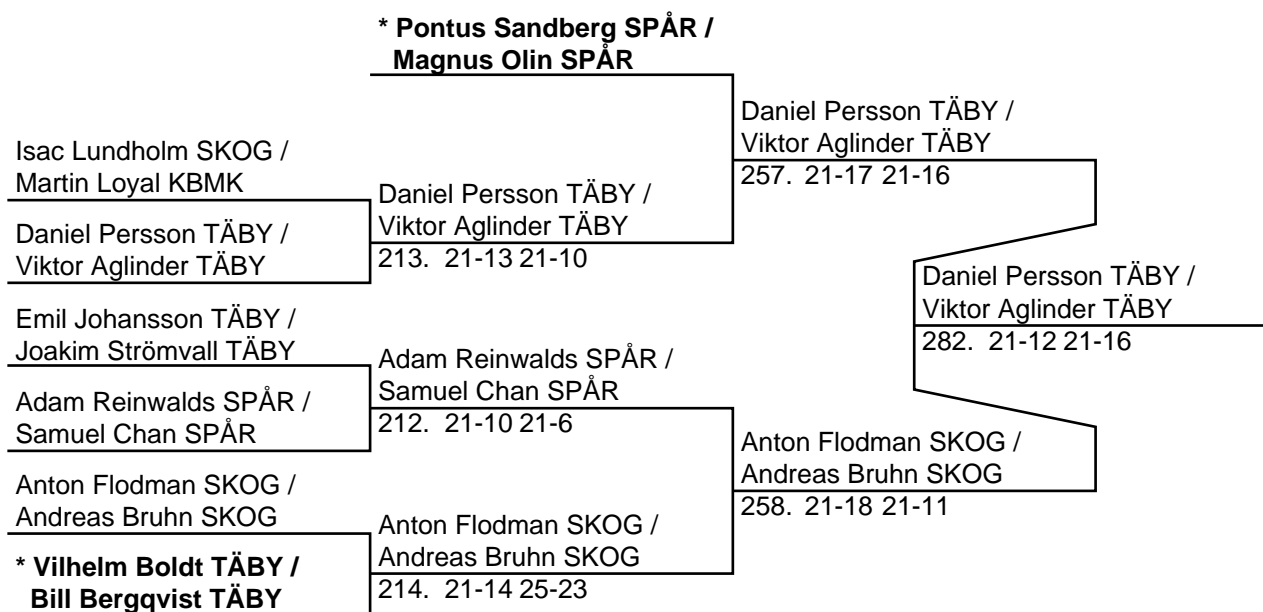 * Pontus Sandberg SPÅR /
Magnus Olin SPÅR
Isac Lundholm SKOG /
Martin Loyal KBMK
Daniel Persson TÄBY /
Viktor Aglinder TÄBY
Emil Johansson TÄBY /
Joakim Strömvall TÄBY
Adam Reinwalds SPÅR /
Samuel Chan SPÅR
Anton Flodman SKOG /
Andreas Bruhn SKOG
* Vilhelm Boldt TÄBY /
Bill Bergqvist TÄBY
Daniel Persson TÄBY /
Viktor Aglinder TÄBY
213. 21-13 21-10
Adam Reinwalds SPÅR /
Samuel Chan SPÅR
212. 21-10 21-6
Anton Flodman SKOG /
Andreas Bruhn SKOG
214. 21-14 25-23
Daniel Persson TÄBY /
Viktor Aglinder TÄBY
257. 21-17 21-16
Anton Flodman SKOG /
Andreas Bruhn SKOG
258. 21-18 21-11
Daniel Persson TÄBY /
Viktor Aglinder TÄBY
282. 21-12 21-16